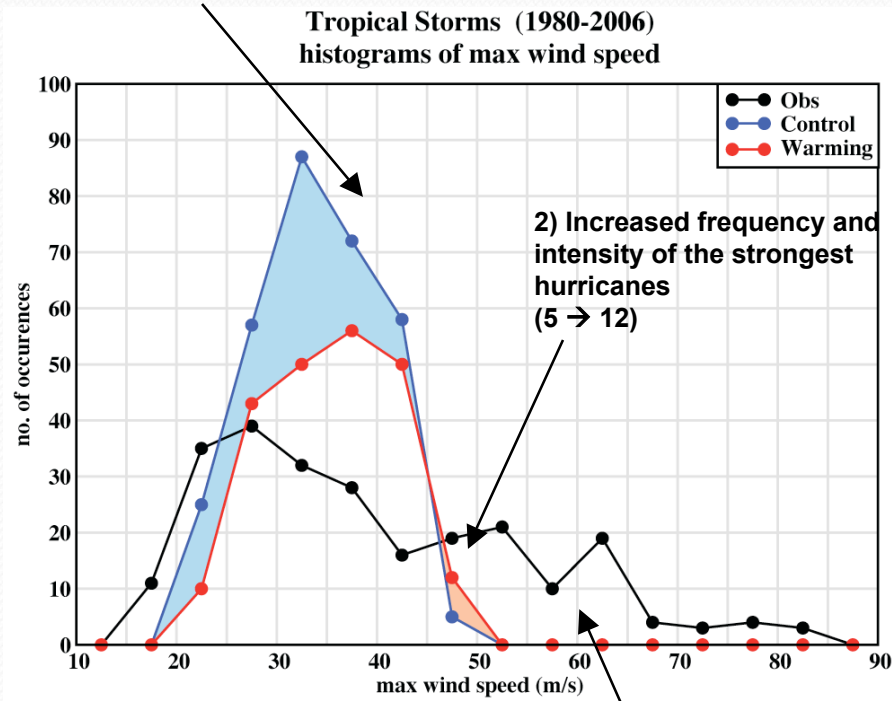 Tropical Storms (1980-2006)
histograms of max wind speed
100
90
80
70
60
50
40
30
20
10
0
no. of occurences
Obs
Control
Warming
2) Increased frequency and
intensity of the strongest
hurricanes
(5 → 12)
10 20 30 40 50 60 70 80 90
max wind speed (m/s)